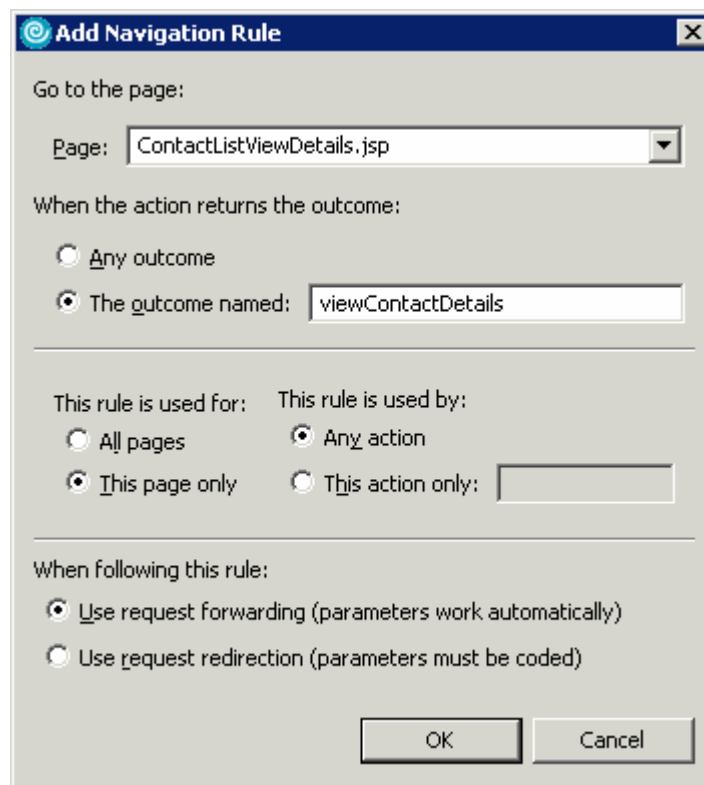 Add Navigation Rule
Go to the page:
Page: ContactListViewDetails.jsp
When the action returns the outcome:
Any outcome
The outcome named: viewContactDetails
This rule is used for: This rule is used by:
All pages Any action
This page only This action only:
When following this rule:
Use request forwarding (parameters work automatically)
Use request redirection (parameters must be coded)
OK Cancel